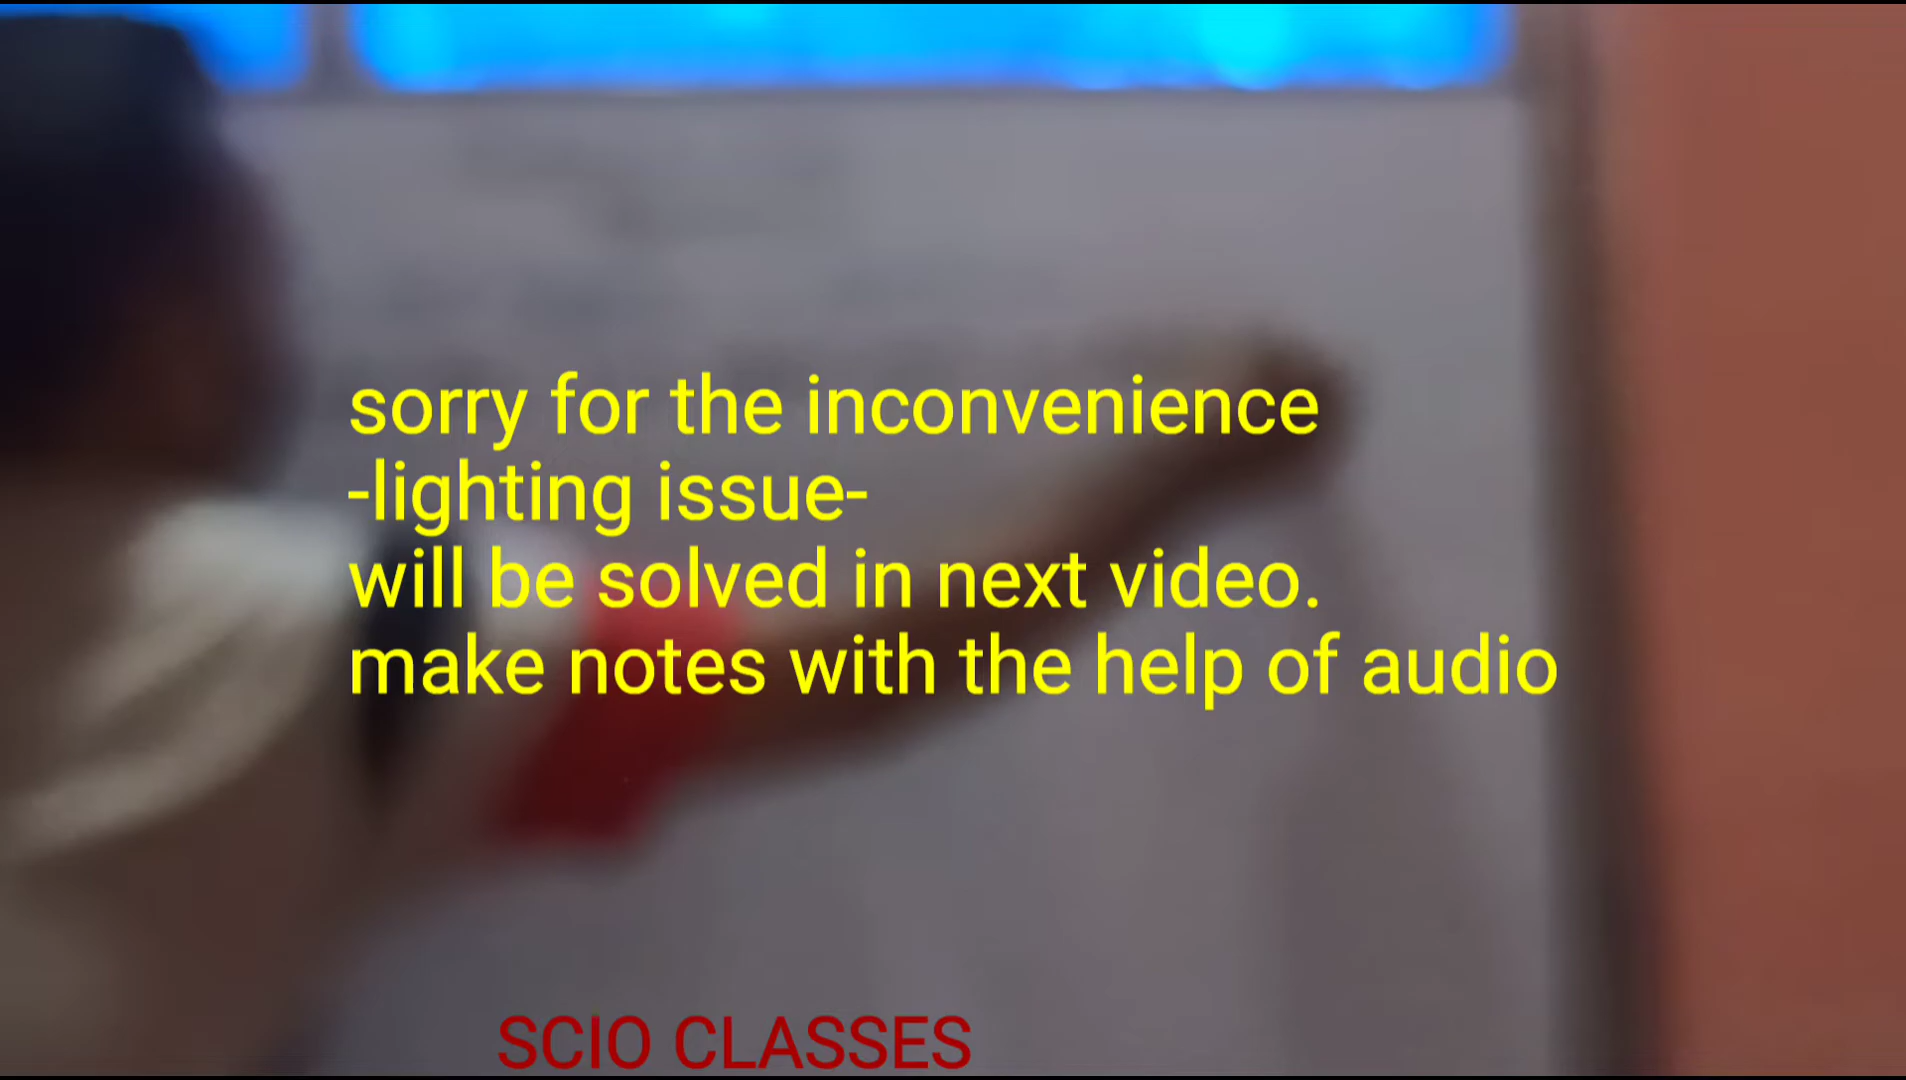 sorry for the inconvenience
-lighting issue-
will be solved in next video.
make notes with the help of audio
SCIO CLASSES